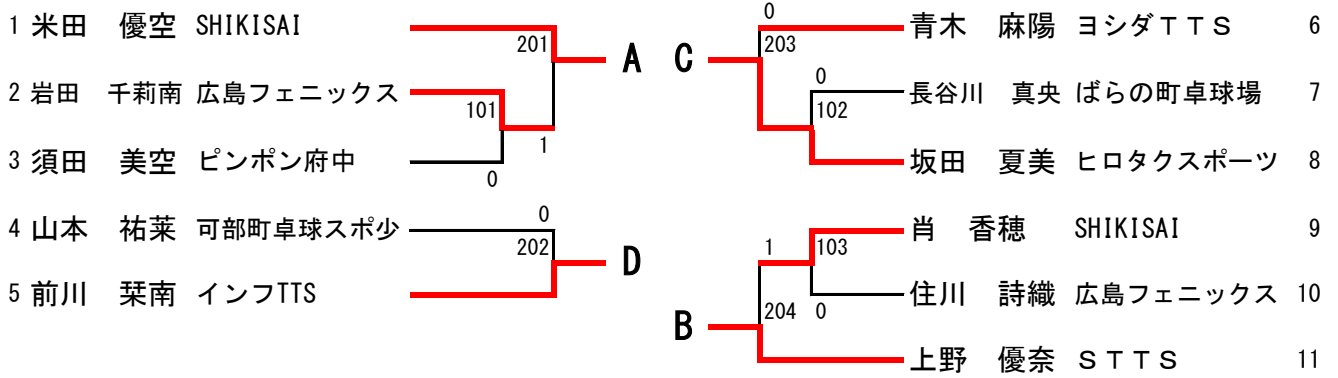 1 米田　優空 SHIKISAI
201
A
2 岩田　千莉南 広島フェニックス
101
1
3 須田　美空 ピンポン府中
0
4 山本　祐菜 可部町卓球スポ少
0
202
D
5 前川　栞南 インフTTS
0
青木　麻陽 ヨシダＴＴＳ 6
203
C
0
長谷川　真央 ばらの町卓球場 7
102
坂田　夏美 ヒロタクスポーツ 8
肖　香穂 SHIKISAI 9
1
103
住川　詩織 広島フェニックス 10
204
0
B
上野　優奈 ＳＴＴＳ 11